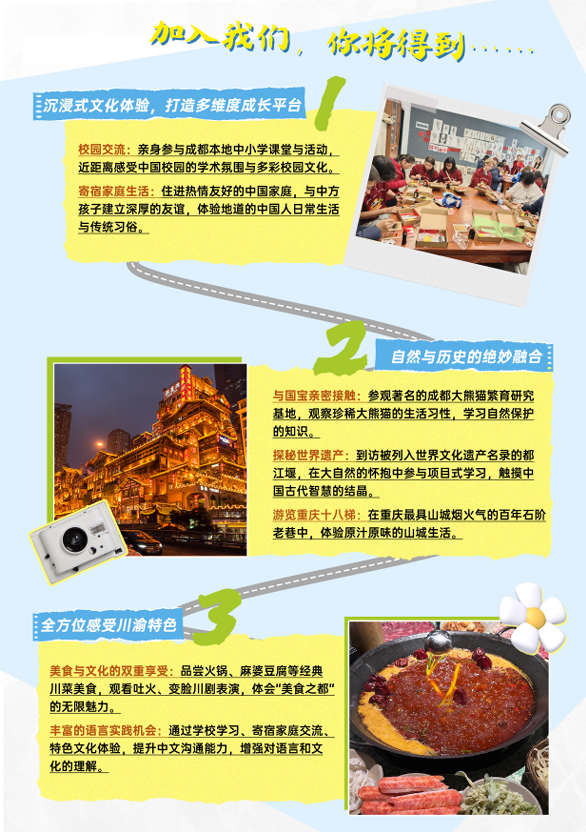 加入我们，你将得到……
沉浸式文化体验，打造多维度成长平台
1
校园交流：亲身参与成都本地中小学课堂与活动，
近距离感受中国校园的学术氛围与多彩校园文化。
寄宿家庭生活：住进热情友好的中国家庭，与中方
孩子建立深厚的友谊，体验地道的中国人日常生活
与传统习俗。
2
自然与历史的绝妙融合
与国宝亲密接触：参观著名的成都大熊猫繁育研究
基地，观察珍稀大熊猫的生活习性，学习自然保护
的知识。
探秘世界遗产：到访被列入世界文化遗产名录的都
江堰，在大自然的怀抱中参与项目式学习，触摸中
国古代智慧的结晶。
游览重庆十八梯：在重庆最具山城烟火气的百年石阶
老巷中，体验原汁原味的山城生活。
全方位感受川渝特色
3
美食与文化的双重享受：品尝火锅、麻婆豆腐等经典
川菜美食，观看吐火、变脸川剧表演，体会“美食之都”
的无限魅力。
丰富的语言实践机会：通过学校学习、寄宿家庭交流、
特色文化体验，提升中文沟通能力，增强对语言和文
化的理解。